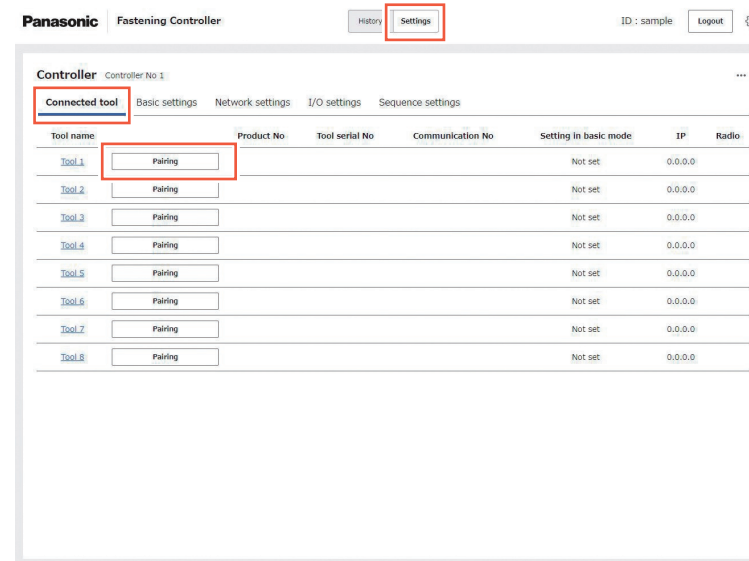 Panasonic Fastening Controller History Settings ID : sample Logout
Controller Controller No 1 ...
Connected tool Basic settings Network settings I/O settings Sequence settings
Tool name Product No Tool serial No Communication No Setting in basic mode IP Radio
Tool 1 Pairing Not set 0.0.0.0
Tool 2 Pairing Not set 0.0.0.0
Tool 3 Pairing Not set 0.0.0.0
Tool 4 Pairing Not set 0.0.0.0
Tool 5 Pairing Not set 0.0.0.0
Tool 6 Pairing Not set 0.0.0.0
Tool 7 Pairing Not set 0.0.0.0
Tool 8 Pairing Not set 0.0.0.0